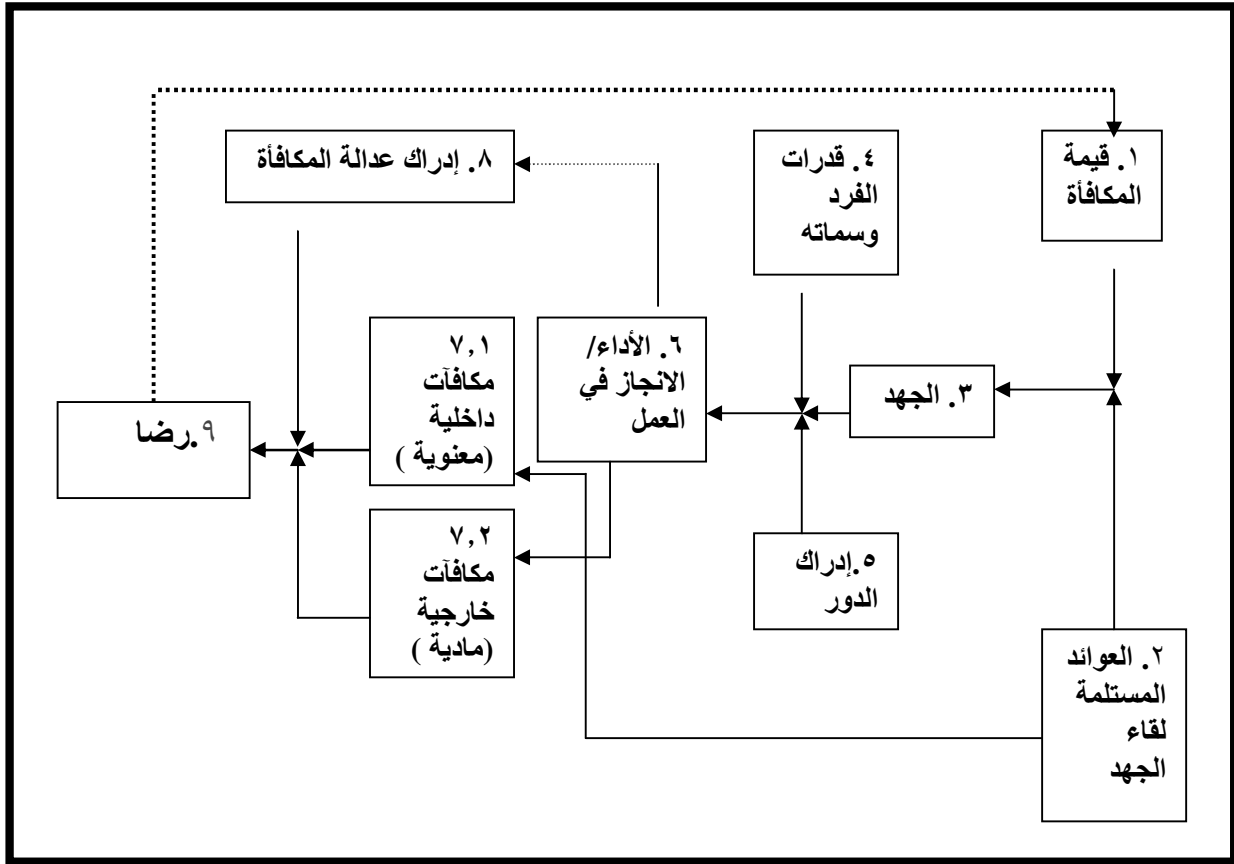 ١. قيمة
المكافأة
٤. قدرات
الفرد
وسماته
٨. إدراك عدالة المكافأة
٣. الجهد
٦. الأداء/
الانجاز في
العمل
٧,١
مكافآت
داخلية
(معنوية )
٩.رضا
٧,٢
مكافآت
خارجية
(مادية )
٥.إدراك
الدور
٢. العوائد
المستلمة
لقاء
الجهد